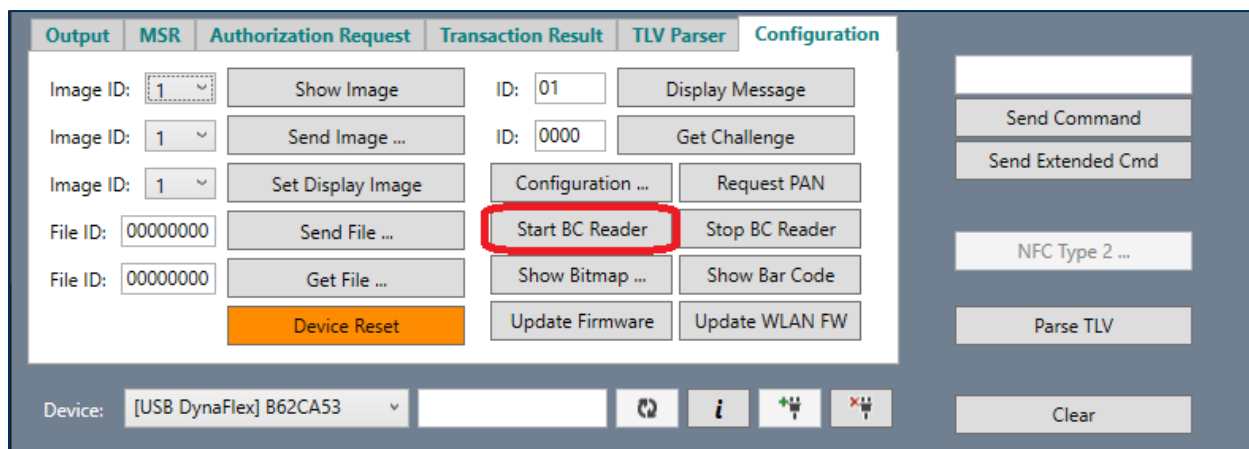 Output MSR Authorization Request Transaction Result TLV Parser Configuration
Image ID: 1 Show Image ID: 01 Display Message
Image ID: 1 Send Image ... ID: 0000 Get Challenge
Image ID: 1 Set Display Image Configuration ... Request PAN
File ID: 00000000 Send File ... Start BC Reader Stop BC Reader
File ID: 00000000 Get File ... Show Bitmap ... Show Bar Code
Device Reset Update Firmware Update WLAN FW
Send Command
Send Extended Cmd
NFC Type 2 ...
Parse TLV
Device: [USB DynaFlex] B62CA53 i
Clear